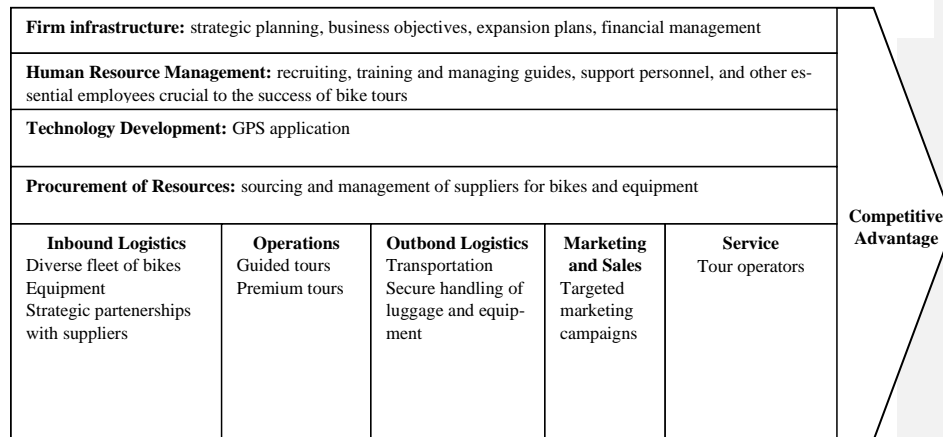 Firm infrastructure: strategic planning, business objectives, expansion plans, financial management
Human Resource Management: recruiting, training and managing guides, support personnel, and other es-
sential employees crucial to the success of bike tours
Technology Development: GPS application
Procurement of Resources: sourcing and management of suppliers for bikes and equipment
Inbound Logistics
Diverse fleet of bikes
Equipment
Strategic partenerships
with suppliers
Operations
Guided tours
Premium tours
Outbond Logistics
Transportation
Secure handling of
luggage and equip-
ment
Marketing
and Sales
Targeted
marketing
campaigns
Service
Tour operators
Competitive
Advantage